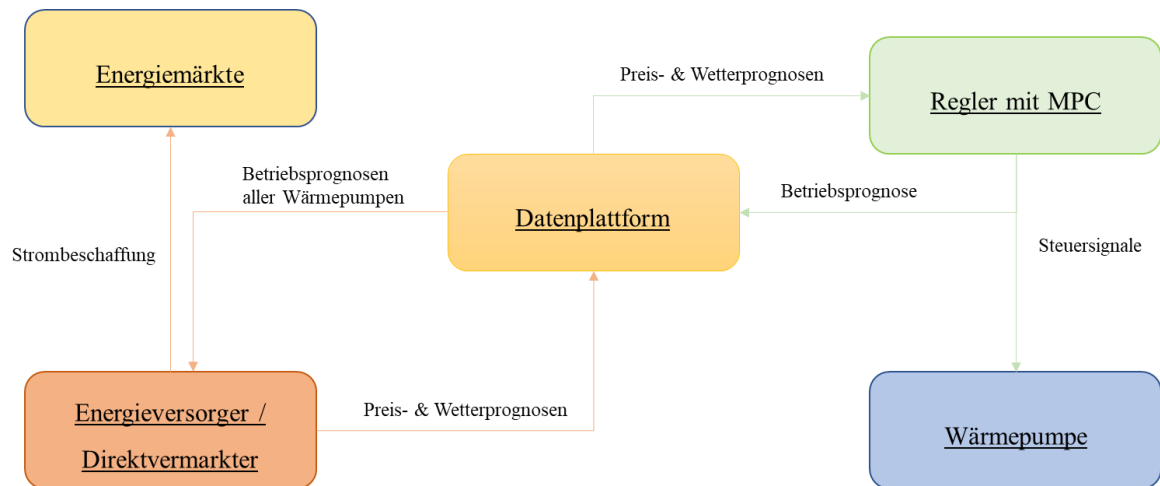 Energiemärkte
Preis- & Wetterprognosen
Regler mit MPC
Betriebsprognosen
aller Wärmepumpen
Datenplattform
Betriebsprognose
Strombeschaffung
Steuersignale
Energieversorger /
Direktvermarkter
Preis- & Wetterprognosen
Wärmepumpe